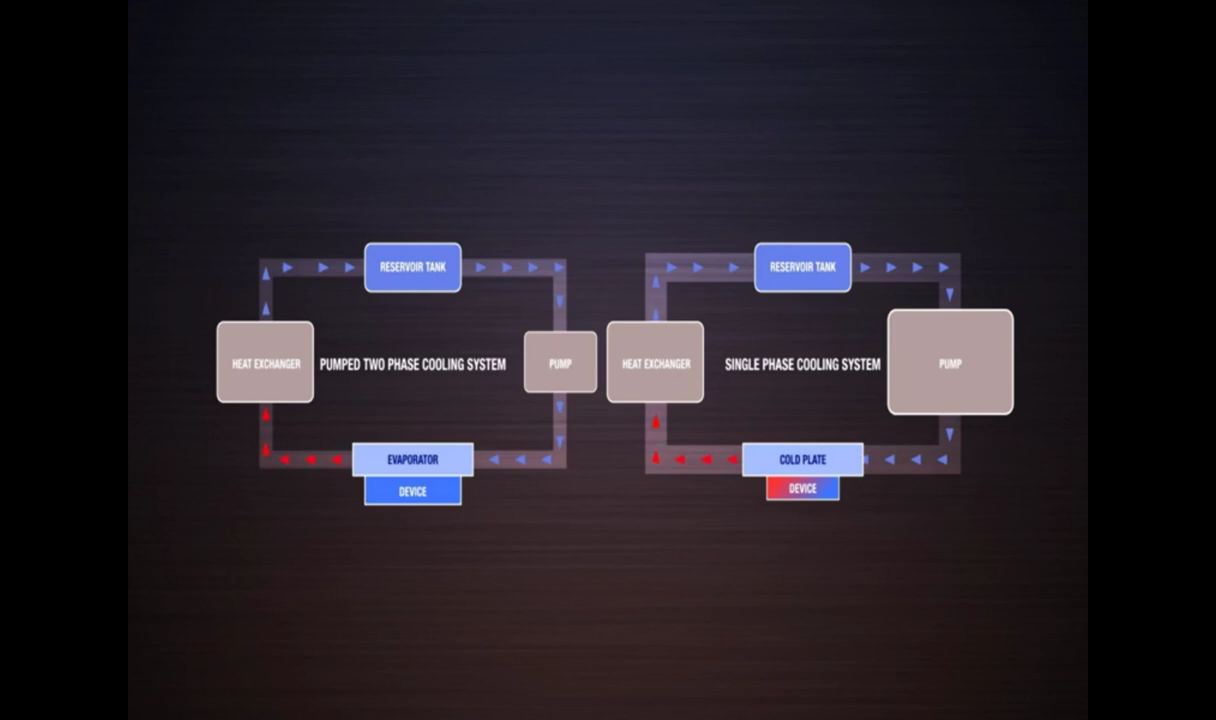 RESERVOIR TANK
HEAT EXCHANGER
PUMPED TWO PHASE COOLING SYSTEM
PUMP
EVAPORATOR
DEVICE
RESERVOIR TANK
HEAT EXCHANGER
SINGLE PHASE COOLING SYSTEM
PUMP
COLD PLATE
DEVICE